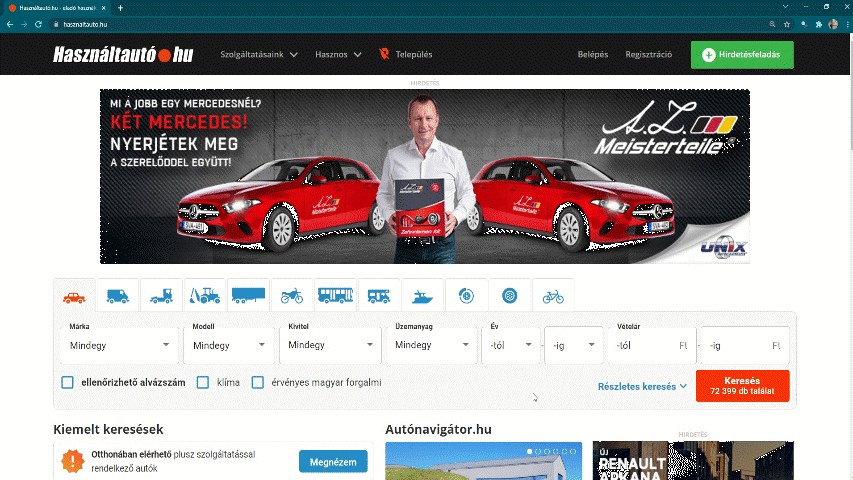 Használtautó.hu - eladó használt
hasznaltauto.hu
Használtautó.hu
Szolgáltatásaink
Hasznos
Település
Belépés
Regisztráció
Hirdetésfeladás
HIRDETÉS
MI A JOBB EGY MERCEDESNÉL?
KÉT MERCEDES!
NYERJÉTEK MEG
A SZERELŐDDEL EGYÜTT!
A.Z.
Meisterteile
UNIX
Márka
Modell
Kivitel
Üzemanyag
Év
Vételár
Mindegy
Mindegy
Mindegy
Mindegy
-tól
-
-ig
-tól Ft
-
-ig Ft
ellenőrizhető alvázszám
klíma
érvényes magyar forgalmi
Részletes keresés
Keresés
72 399 db találat
Kiemelt keresések
Autónavigátor.hu
HIRDETÉS
Otthonában elérhető plusz szolgáltatással
rendelkező autók
Megnézem
ÚJ
RENAULT
ARKANA